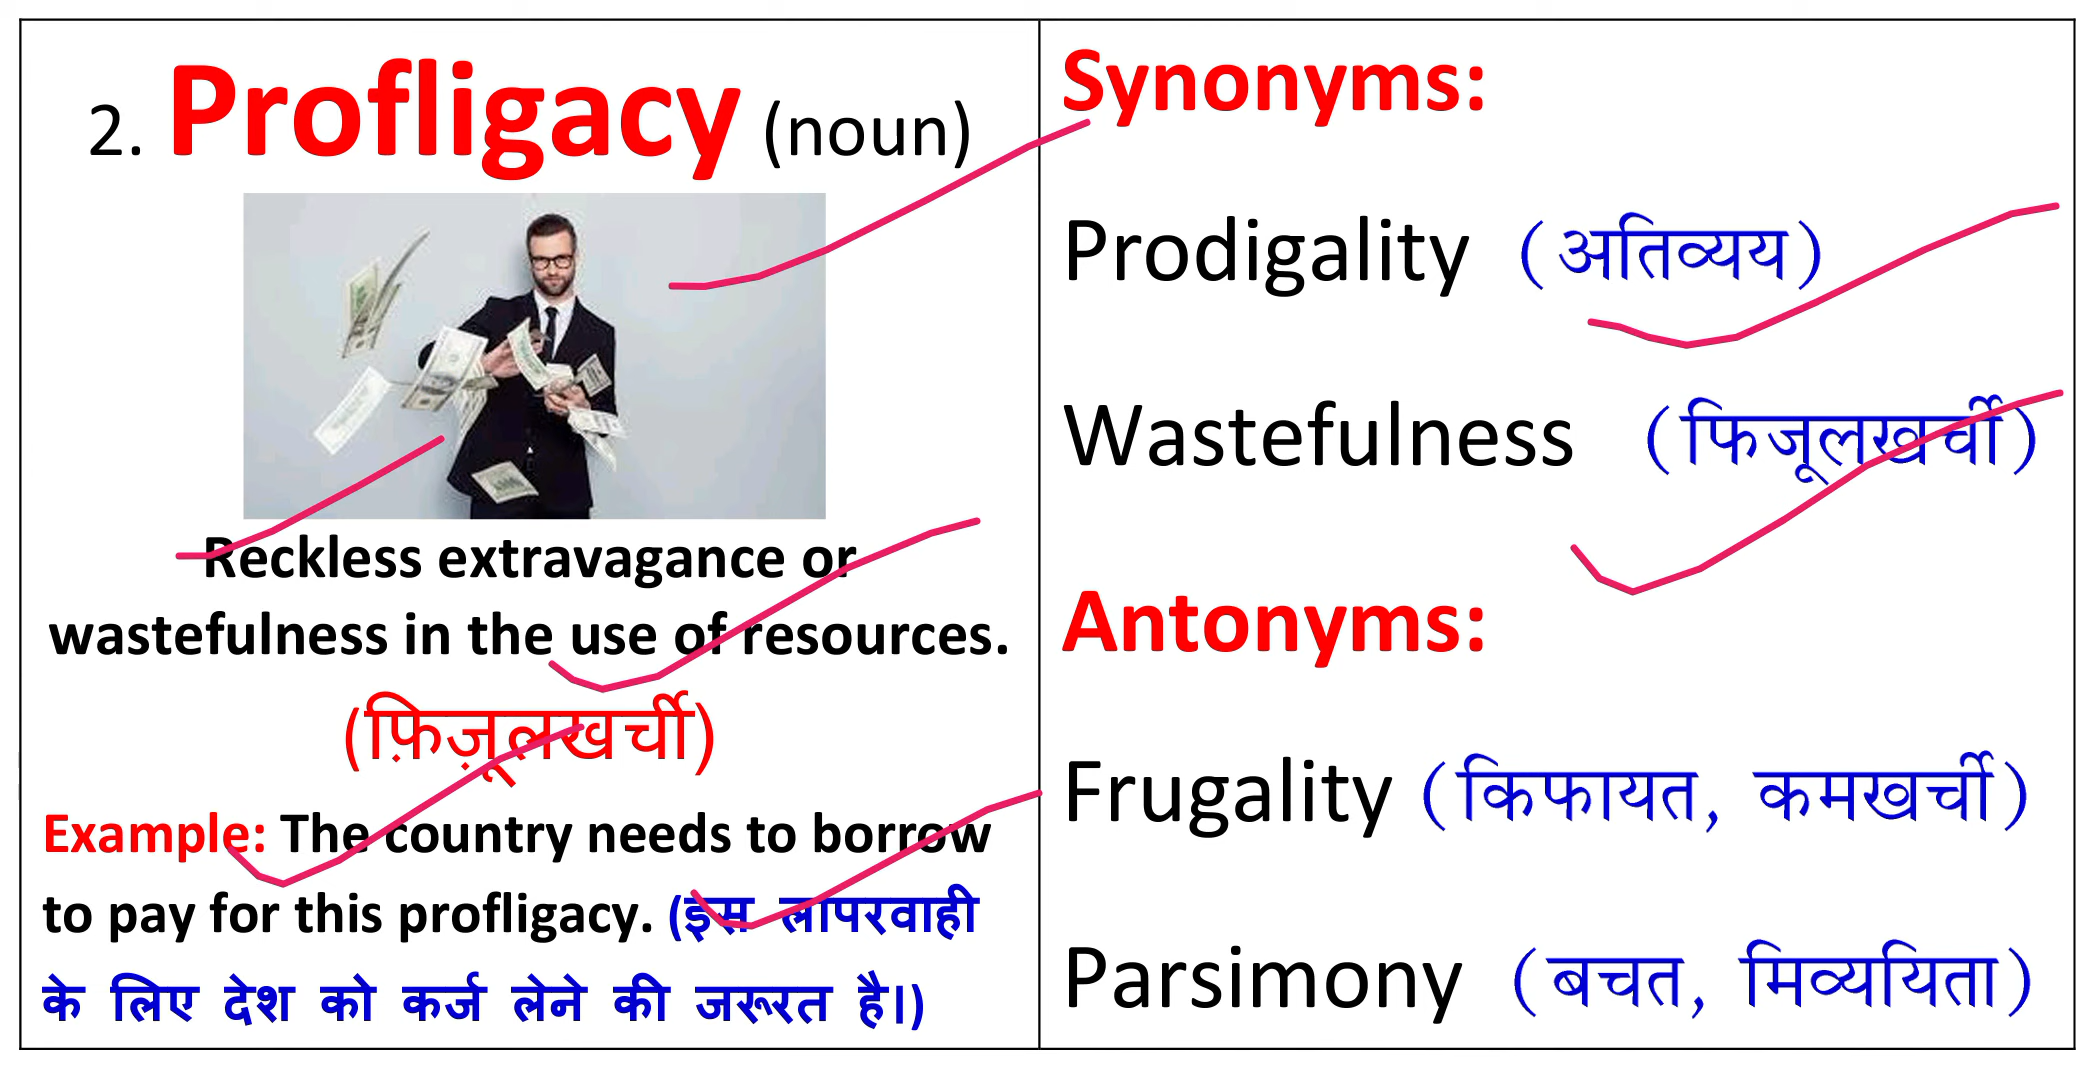 2. Profligacy (noun)
Reckless extravagance or
wastefulness in the use of resources.
(फ़िज़ूलखर्ची)
Example: The country needs to borrow
to pay for this profligacy. (इस लापरवाही
के लिए देश को कर्ज लेने की जरूरत है।)
Synonyms:
Prodigality (अतिव्यय)
Wastefulness (फिजूलखर्ची)
Antonyms:
Frugality (किफायत, कमखर्ची)
Parsimony (बचत, मिव्ययिता)